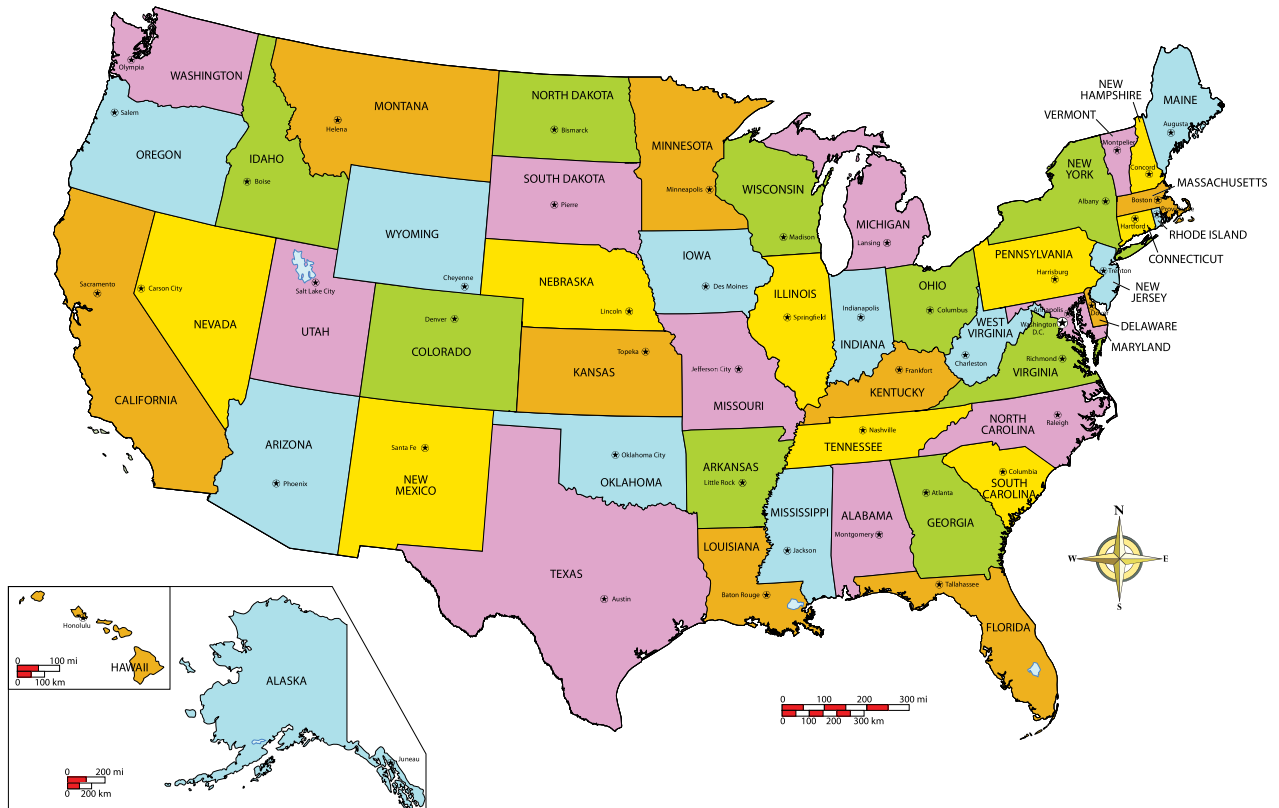 WASHINGTON
Olympia
OREGON
Salem
CALIFORNIA
Sacramento
NEVADA
Carson City
IDAHO
Boise
MONTANA
Helena
WYOMING
Cheyenne
UTAH
Salt Lake City
COLORADO
Denver
ARIZONA
Phoenix
NEW
MEXICO
Santa Fe
NORTH DAKOTA
Bismarck
SOUTH DAKOTA
Pierre
NEBRASKA
Lincoln
KANSAS
Topeka
OKLAHOMA
Oklahoma City
TEXAS
Austin
MINNESOTA
Minneapolis
IOWA
Des Moines
MISSOURI
Jefferson City
ARKANSAS
Little Rock
LOUISIANA
Baton Rouge
WISCONSIN
Madison
ILLINOIS
Springfield
MICHIGAN
Lansing
INDIANA
Indianapolis
OHIO
Columbus
KENTUCKY
Frankfort
TENNESSEE
Nashville
MISSISSIPPI
Jackson
ALABAMA
Montgomery
GEORGIA
Atlanta
FLORIDA
Tallahassee
SOUTH
CAROLINA
Columbia
NORTH
CAROLINA
Raleigh
VIRGINIA
Richmond
WEST
VIRGINIA
Charleston
Washington
D.C.
Annapolis
MARYLAND
DELAWARE
PENNSYLVANIA
Harrisburg
NEW
JERSEY
Trenton
NEW
YORK
Albany
CONNECTICUT
Hartford
RHODE ISLAND
MASSACHUSETTS
Boston
VERMONT
Montpelier
NEW
HAMPSHIRE
Concord
MAINE
Augusta
HAWAII
Honolulu
0 100 mi
0 100 km
ALASKA
Juneau
0 200 mi
0 200 km
0 100 200 300 mi
0 100 200 300 km
N
W
E
S